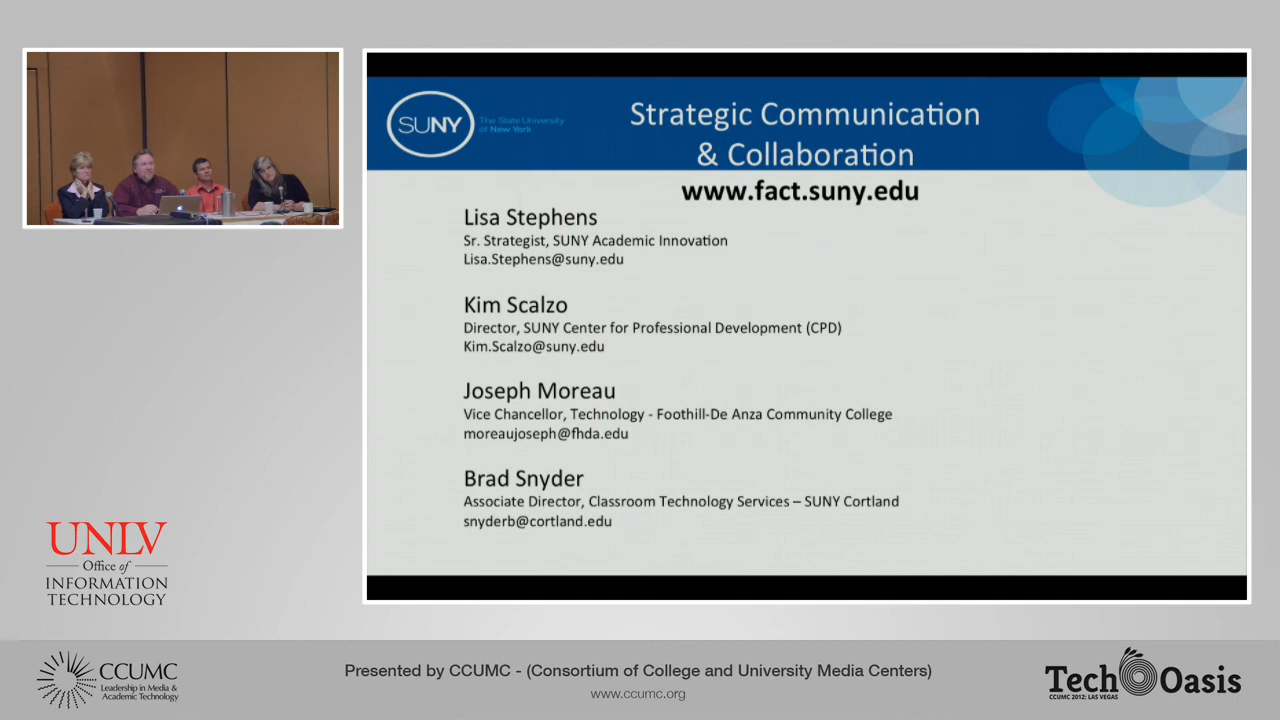 SUNY
The State University
of New York
Strategic Communication
& Collaboration
www.fact.suny.edu
Lisa Stephens
Sr. Strategist, SUNY Academic Innovation
Lisa.Stephens@suny.edu
Kim Scalzo
Director, SUNY Center for Professional Development (CPD)
Kim.Scalzo@suny.edu
Joseph Moreau
Vice Chancellor, Technology - Foothill-De Anza Community College
moreaujoseph@fhda.edu
Brad Snyder
Associate Director, Classroom Technology Services – SUNY Cortland
snyderb@cortland.edu
UNLV
Office of
INFORMATION
TECHNOLOGY
CCUMC
Leadership in Media &
Academic Technology
Presented by CCUMC - (Consortium of College and University Media Centers)
www.ccumc.org
Tech Oasis
CCUMC 2012: LAS VEGAS